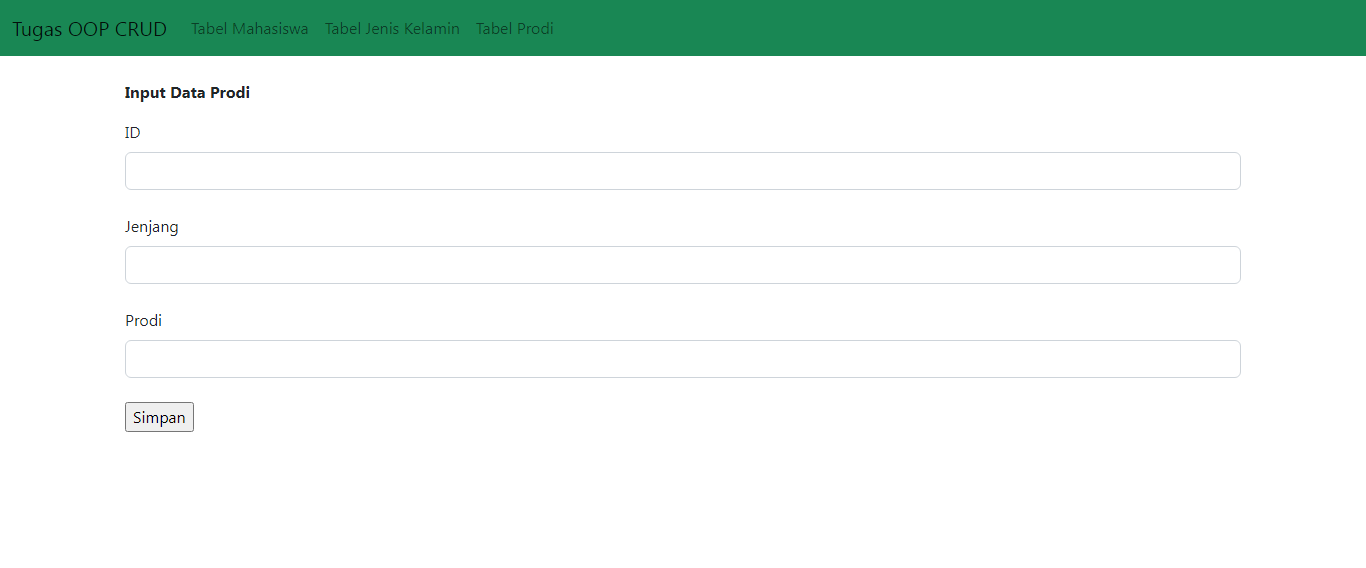 Tugas OOP CRUD Tabel Mahasiswa Tabel Jenis Kelamin Tabel Prodi
Input Data Prodi
ID
Jenjang
Prodi
Simpan